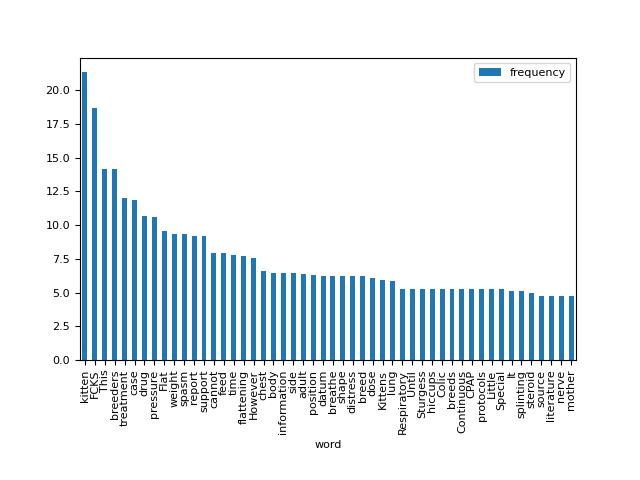 frequency
20.0
17.5
15.0
12.5
10.0
7.5
5.0
2.5
0.0
kitten
FCKS
This
breeders
treatment
case
drug
pressure
Flat
weight
spasm
report
support
cannot
feed
time
flattening
However
chest
body
information
side
adult
position
datum
breathe
shape
distress
breed
dose
Kittens
lung
Respiratory
Until
Sturgess
hiccups
Colic
breeds
Continuous
CPAP
protocols
Little
Special
It
splinting
steroid
source
literature
nerve
mother
word